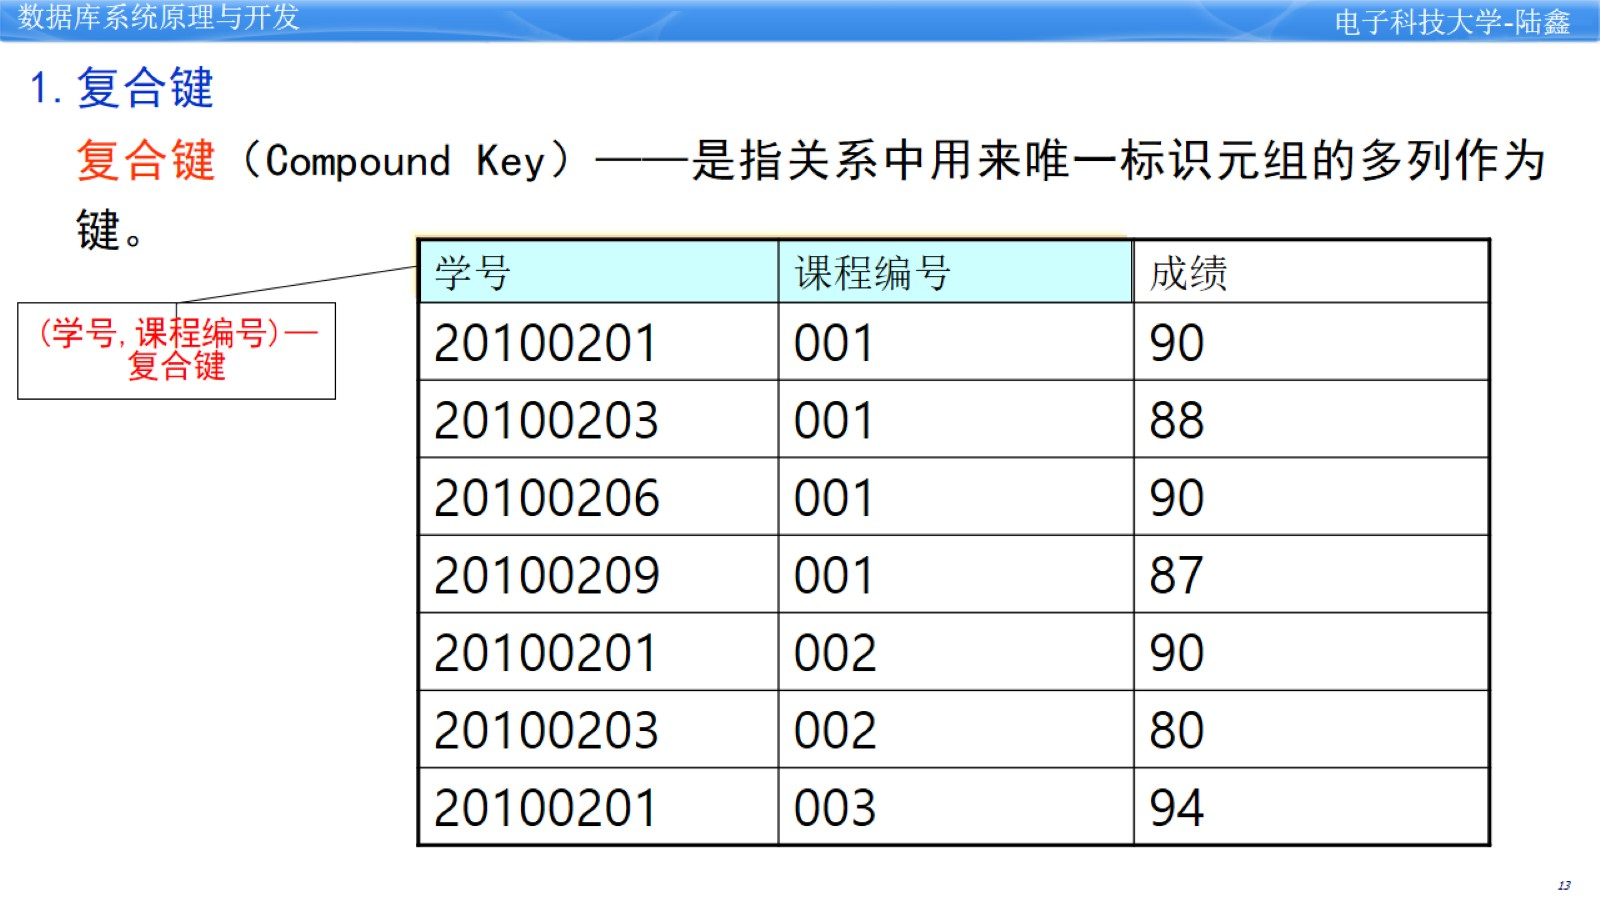 数据库系统原理与开发
电子科技大学-陆鑫
1. 复合键
复合键（Compound Key）——是指关系中用来唯一标识元组的多列作为
键。
(学号,课程编号)—
复合键
学号 课程编号 成绩
20100201 001 90
20100203 001 88
20100206 001 90
20100209 001 87
20100201 002 90
20100203 002 80
20100201 003 94
13